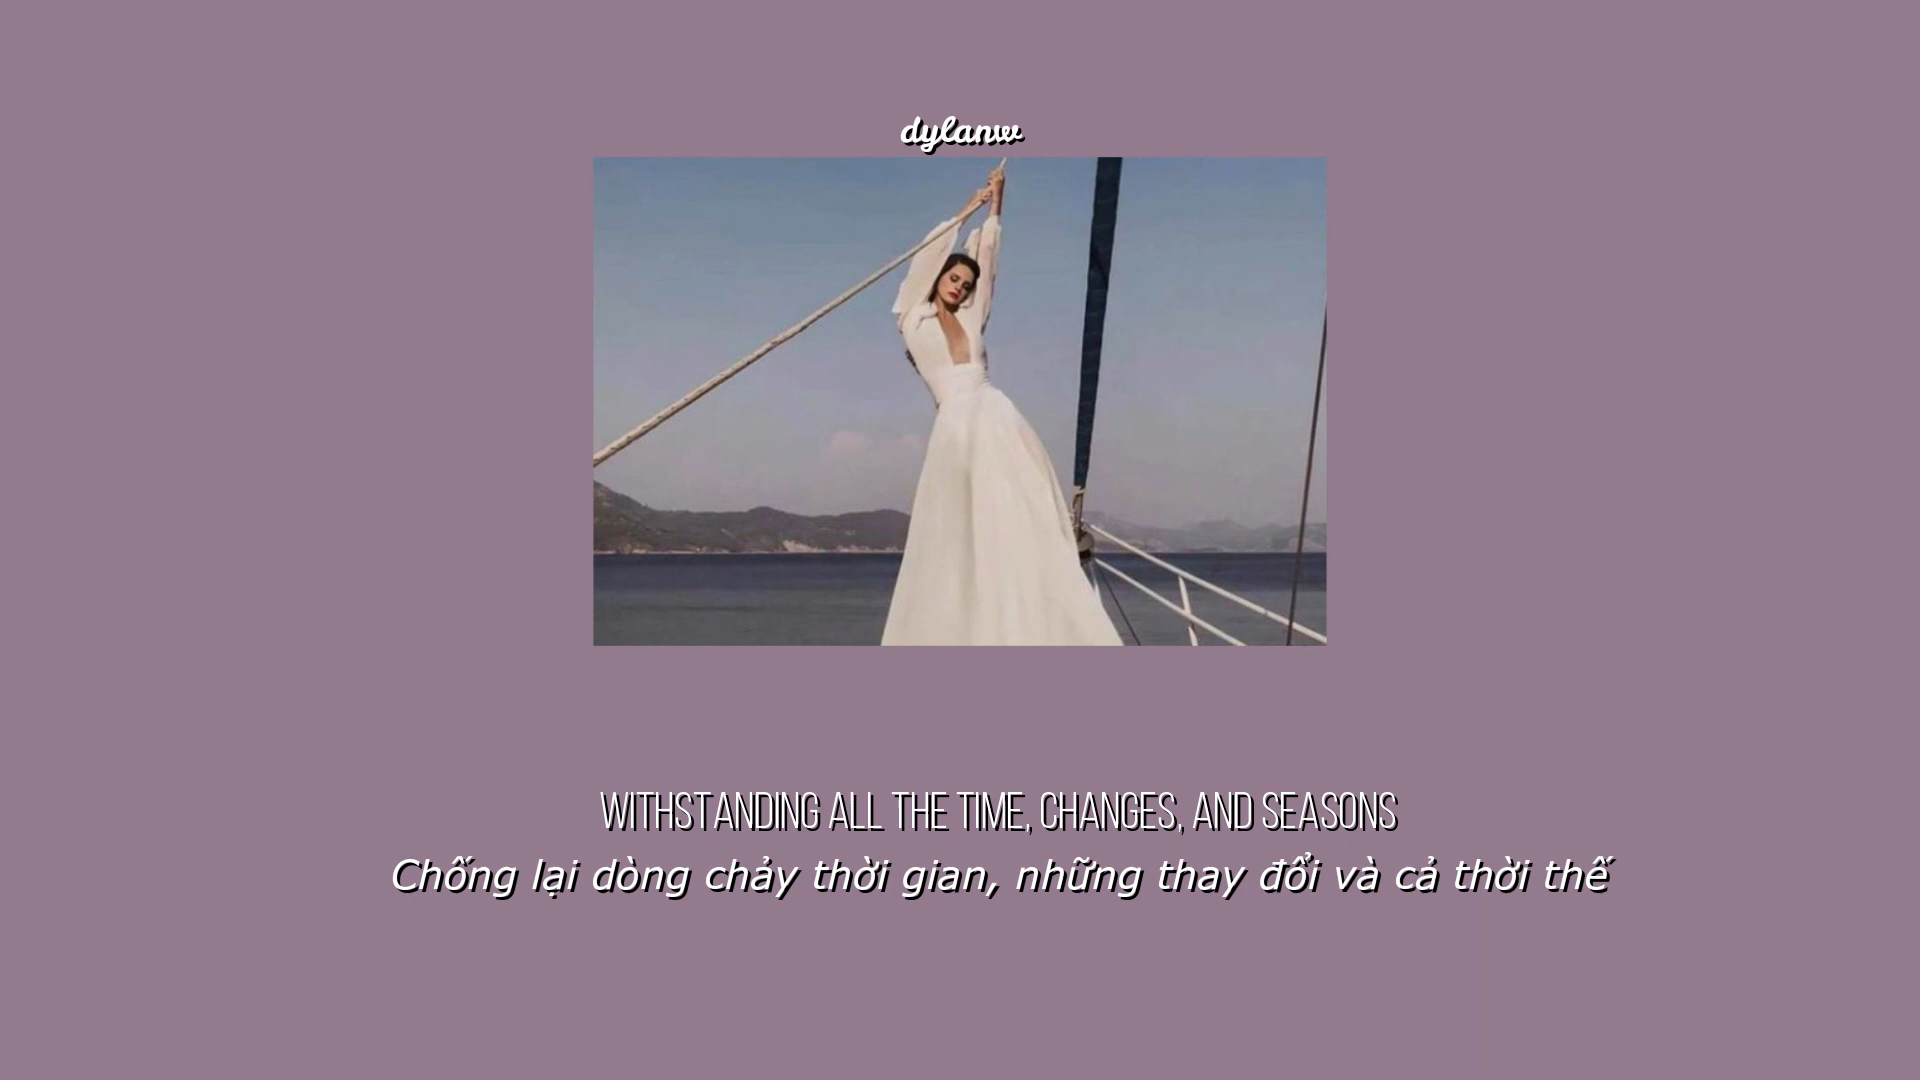 dylanw
WITHSTANDING ALL THE TIME, CHANGES, AND SEASONS
Chống lại dòng chảy thời gian, những thay đổi và cả thời thế